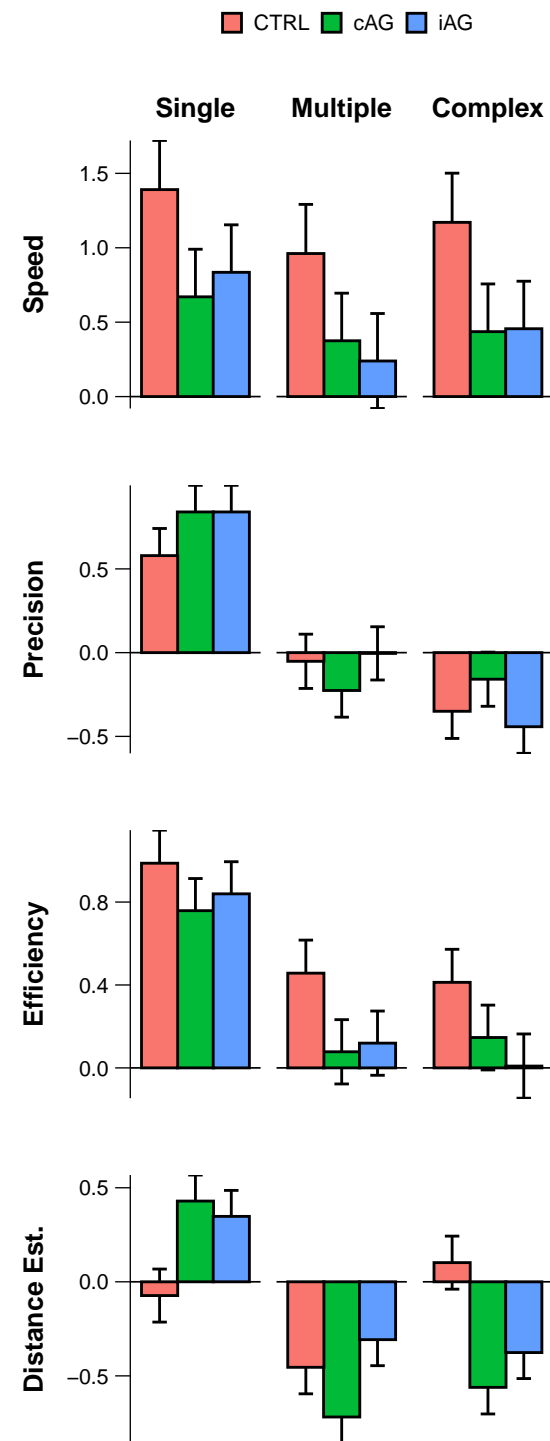 CTRL cAG iAG
Single Multiple Complex
Speed
1.5
1.0
0.5
0.0
Precision
0.5
0.0
−0.5
Efficiency
0.8
0.4
0.0
Distance Est.
0.5
0.0
−0.5